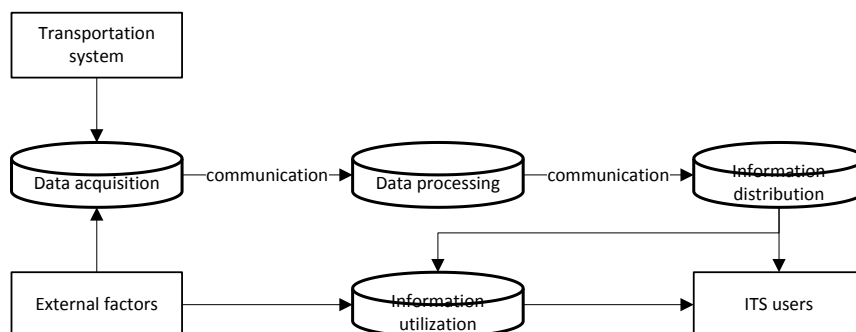 Transportation
system
Data acquisition
communication
Data processing
communication
Information
distribution
External factors
Information
utilization
ITS users